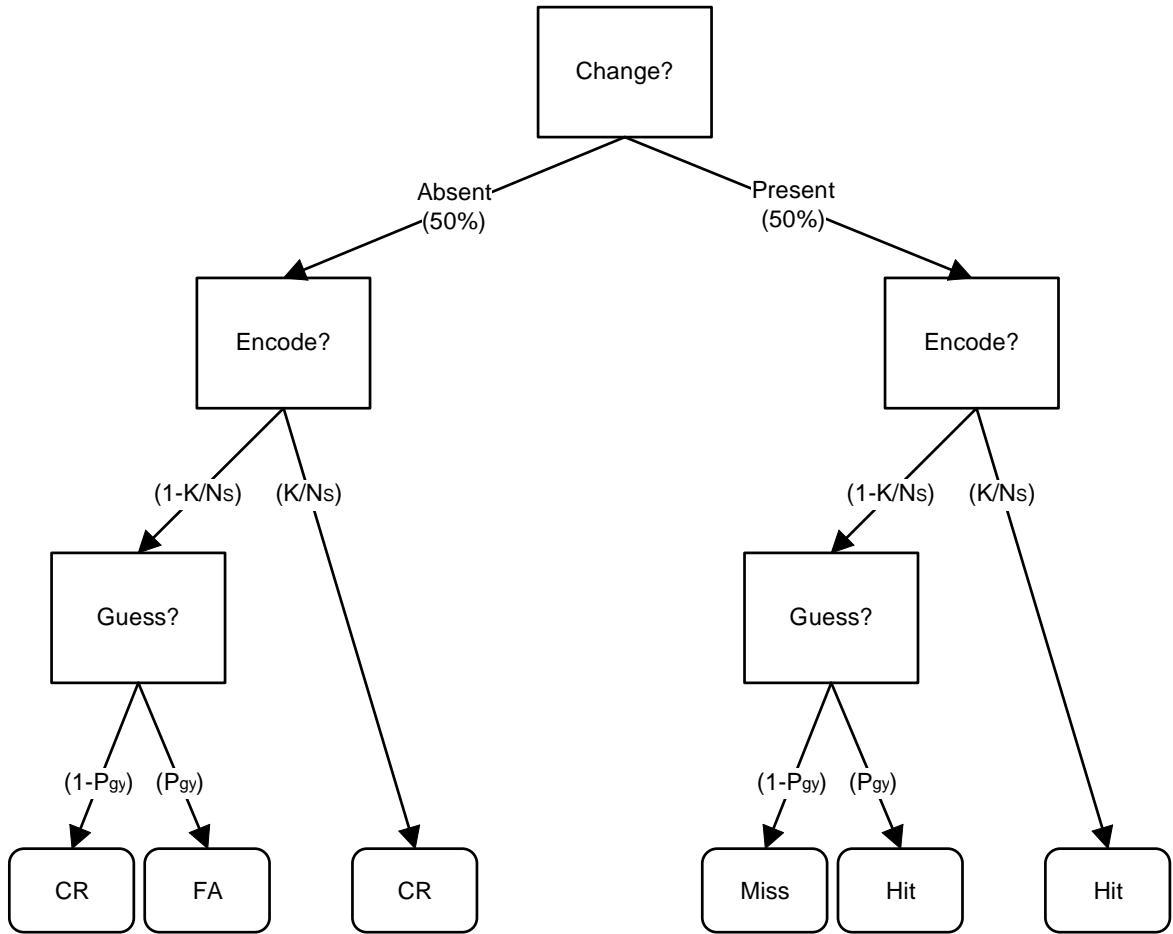 Change?
Absent
(50%)
Present
(50%)
Encode?
Encode?
(1-K/NS)
(K/NS)
(1-K/NS)
(K/NS)
Guess?
Guess?
(1-Pgy)
(Pgy)
(1-Pgy)
(Pgy)
CR
FA
CR
Miss
Hit
Hit